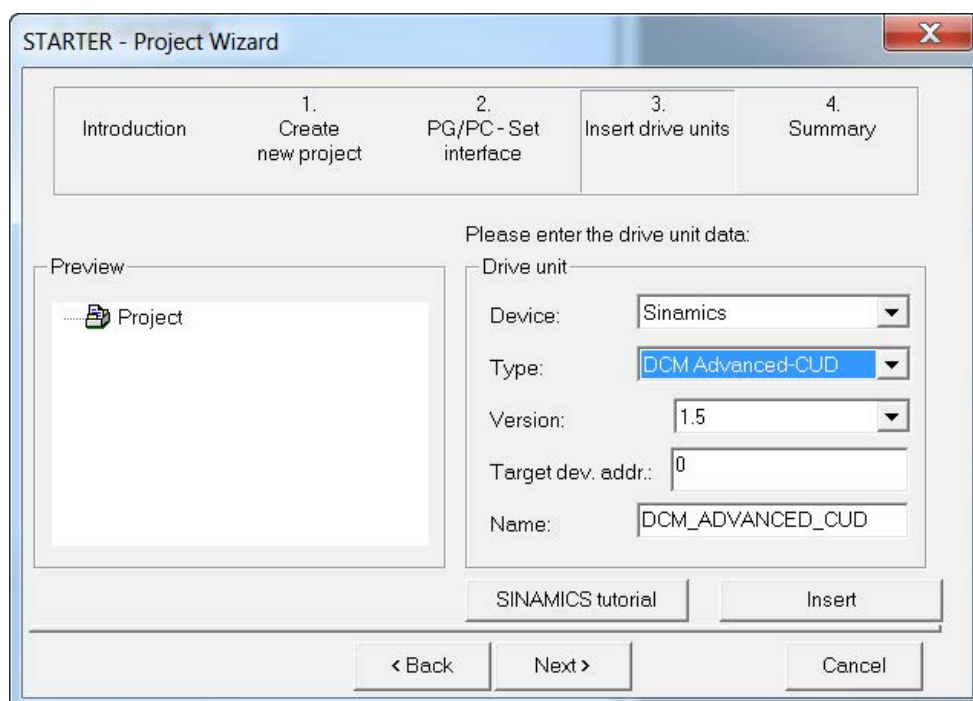 STARTER - Project Wizard
Introduction
1.
Create
new project
2.
PG/PC - Set
interface
3.
Insert drive units
4.
Summary
Please enter the drive unit data:
Preview
Project
Drive unit
Device: Sinamics
Type: DCM Advanced-CUD
Version: 1.5
Target dev. addr.: 0
Name: DCM_ADVANCED_CUD
SINAMICS tutorial
Insert
< Back
Next >
Cancel